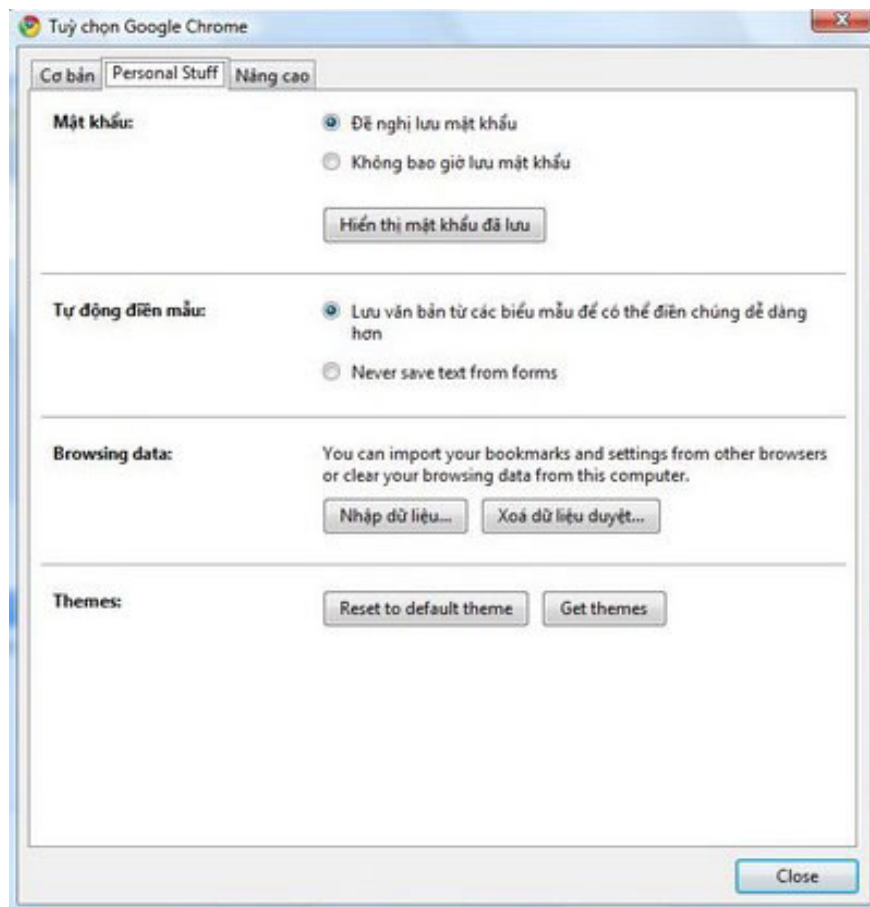 Tuỳ chọn Google Chrome
Cơ bản
Personal Stuff
Nâng cao
Mật khẩu:
Đề nghị lưu mật khẩu
Không bao giờ lưu mật khẩu
Hiển thị mật khẩu đã lưu
Tự động điền mẫu:
Lưu văn bản từ các biểu mẫu để có thể điền chúng dễ dàng
hơn
Never save text from forms
Browsing data:
You can import your bookmarks and settings from other browsers
or clear your browsing data from this computer.
Nhập dữ liệu...
Xoá dữ liệu duyệt...
Themes:
Reset to default theme
Get themes
Close